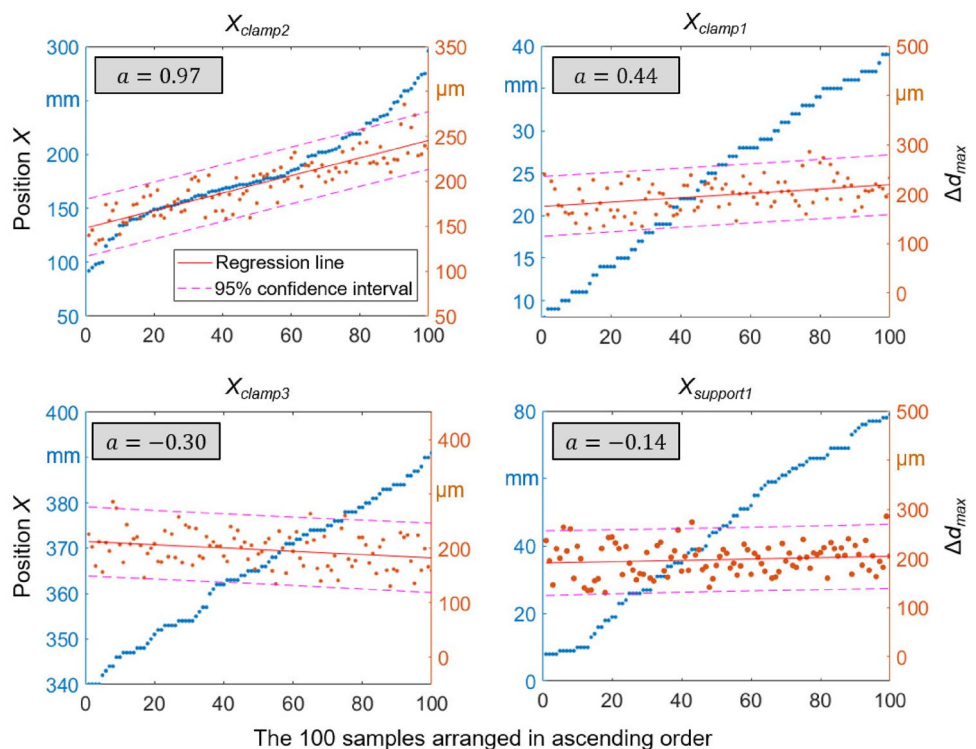 X_clamp2
X_clamp1
a = 0.97
a = 0.44
mm
μm
mm
μm
300
250
200
150
100
50
350
300
250
200
150
100
50
40
35
30
25
20
15
10
500
400
300
200
100
0
Position X
Δd_max
Regression line
95% confidence interval
0 20 40 60 80 100
0 20 40 60 80 100
X_clamp3
X_support1
a = −0.30
a = −0.14
mm
μm
mm
μm
400
390
380
370
360
350
340
400
300
200
100
0
80
60
40
20
0
500
400
300
200
100
0
Position X
Δd_max
0 20 40 60 80 100
0 20 40 60 80 100
The 100 samples arranged in ascending order